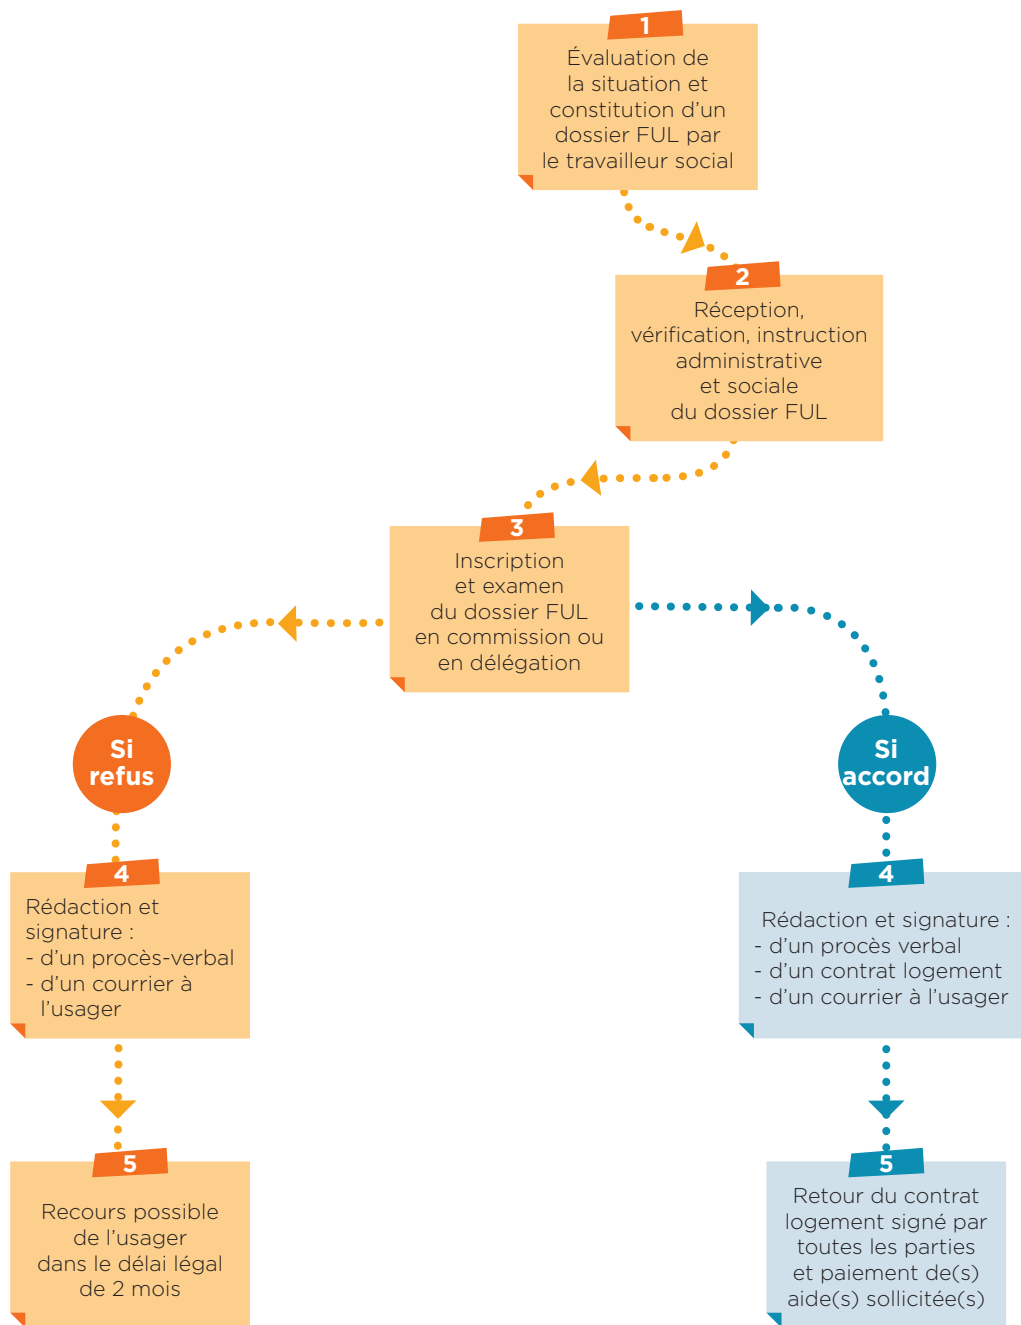 1
Évaluation de
la situation et
constitution d'un
dossier FUL par
le travailleur social
2
Réception,
vérification, instruction
administrative
et sociale
du dossier FUL
3
Inscription
et examen
du dossier FUL
en commission ou
en délégation
Si
refus
4
Rédaction et
signature :
- d'un procès-verbal
- d'un courrier à
l'usager
5
Recours possible
de l'usager
dans le délai légal
de 2 mois
Si
accord
4
Rédaction et signature :
- d'un procès verbal
- d'un contrat logement
- d'un courrier à l'usager
5
Retour du contrat
logement signé par
toutes les parties
et paiement de(s)
aide(s) sollicitée(s)